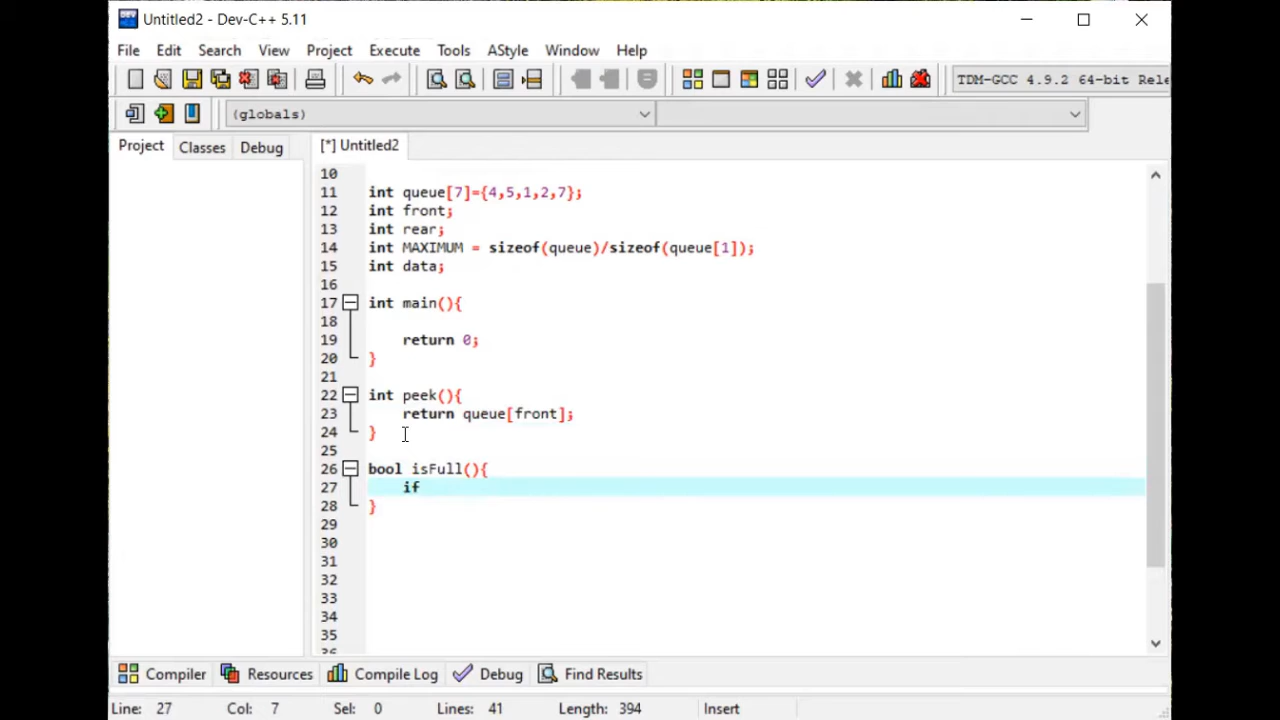 Untitled2 - Dev-C++ 5.11
File Edit Search View Project Execute Tools AStyle Window Help
TDM-GCC 4.9.2 64-bit Rele
(globals)
Project Classes Debug [*] Untitled2
10
11 int queue[7]={4,5,1,2,7};
12 int front;
13 int rear;
14 int MAXIMUM = sizeof(queue)/sizeof(queue[1]);
15 int data;
16
17 int main(){
18
19 return 0;
20 }
21
22 int peek(){
23 return queue[front];
24 }
25
26 bool isFull(){
27 if
28 }
29
30
31
32
33
34
35
Compiler Resources Compile Log Debug Find Results
Line: 27 Col: 7 Sel: 0 Lines: 41 Length: 394 Insert